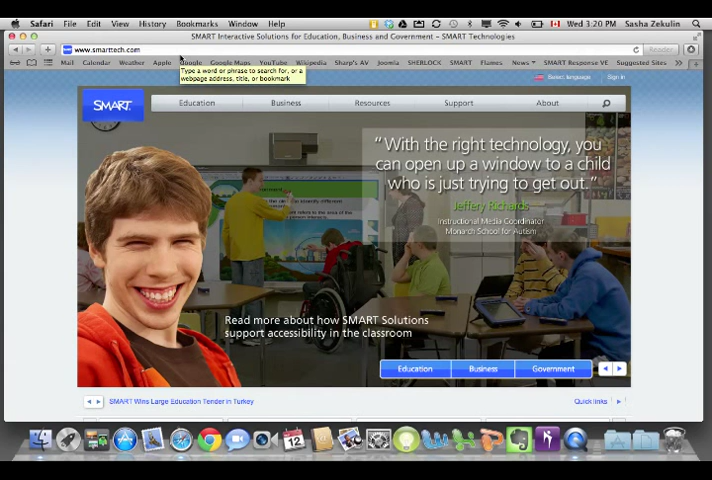 Safari File Edit View History Bookmarks Window Help Wed 3:20 PM Sasha Zekulin
SMART Interactive Solutions for Education, Business and Government – SMART Technologies
www.smarttech.com Reader
Mail Calendar Weather Apple Google Google Maps YouTube Wikipedia Sharp's AV Joomla SHERLOCK SMART Flames News SMART Response VE Suggested Sites
Type a word or phrase to search for, or a
webpage address, title, or bookmark
Select language Sign in
SMART Education Business Resources Support About
"With the right technology, you
can open up a window to a child
who is just trying to get out."
Jeffery Richards
Instructional Media Coordinator
Monarch School for Autism
Read more about how SMART Solutions
support accessibility in the classroom
Education Business Government
SMART Wins Large Education Tender in Turkey Quick links
12